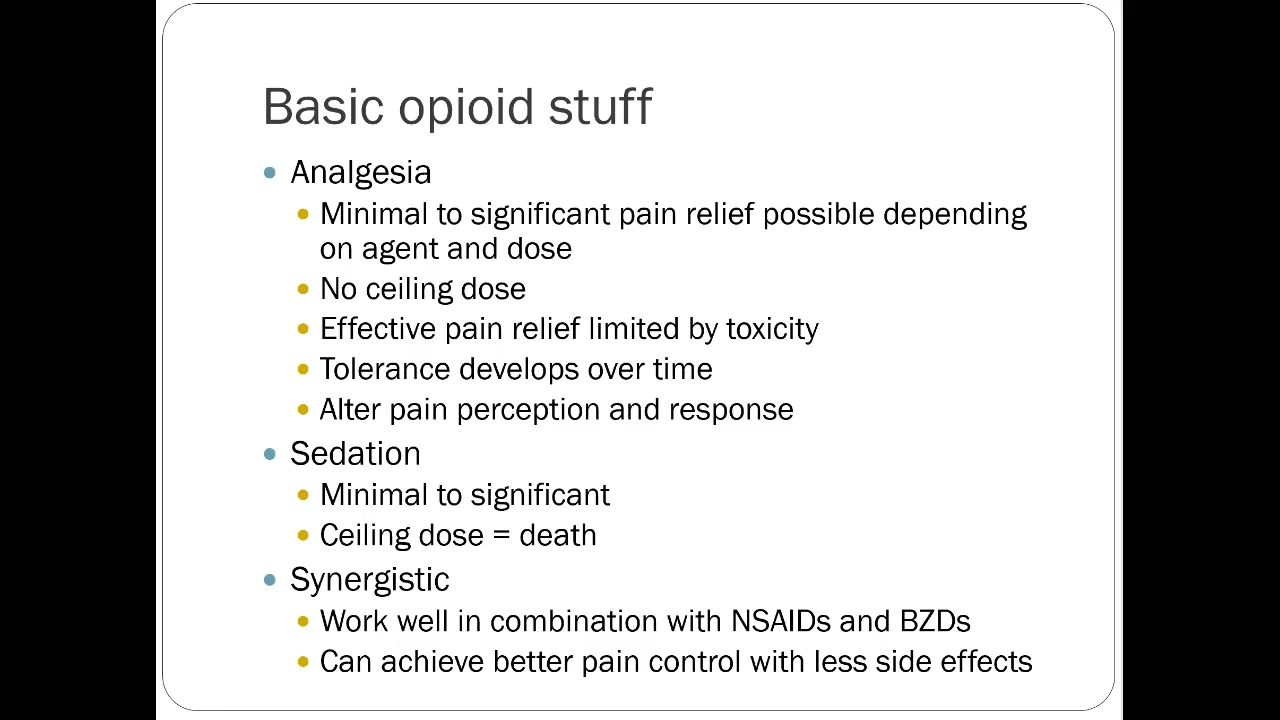 Basic opioid stuff
• Analgesia
• Minimal to significant pain relief possible depending
on agent and dose
• No ceiling dose
• Effective pain relief limited by toxicity
• Tolerance develops over time
• Alter pain perception and response
• Sedation
• Minimal to significant
• Ceiling dose = death
• Synergistic
• Work well in combination with NSAIDs and BZDs
• Can achieve better pain control with less side effects